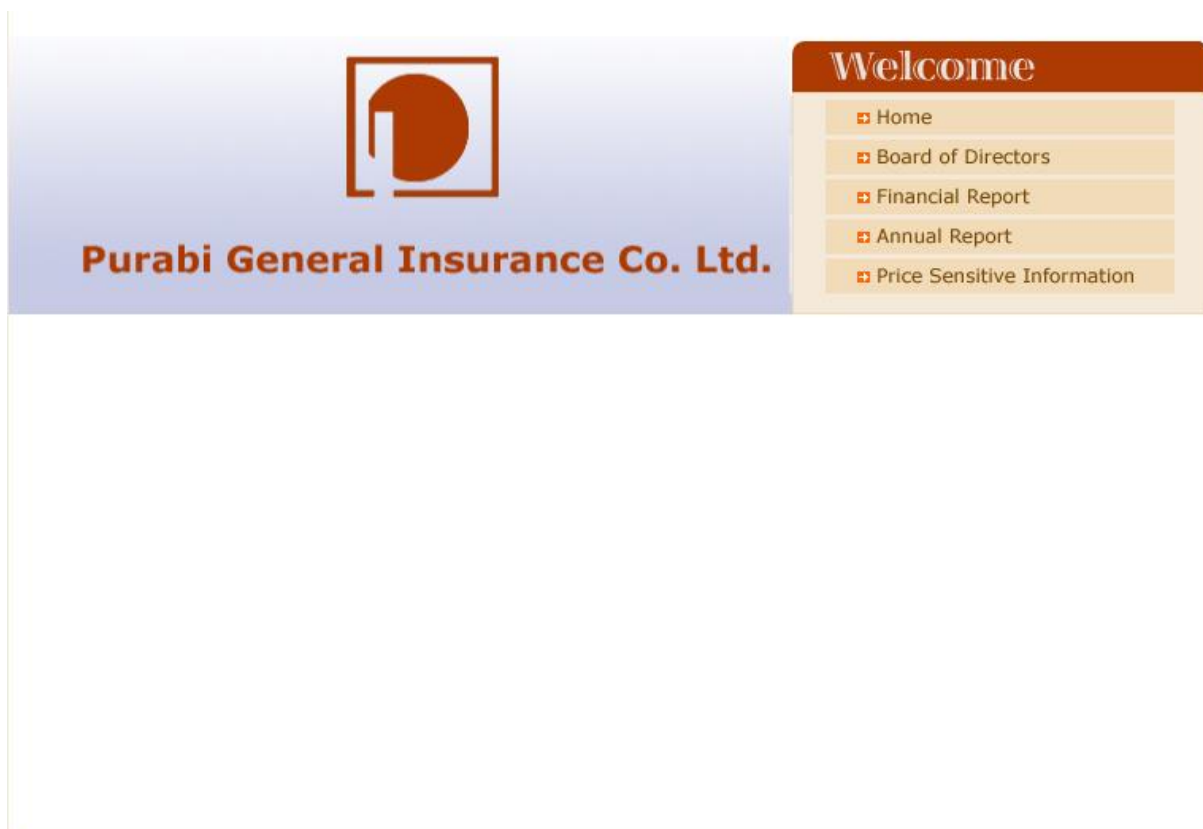 Purabi General Insurance Co. Ltd.
Welcome
Home
Board of Directors
Financial Report
Annual Report
Price Sensitive Information